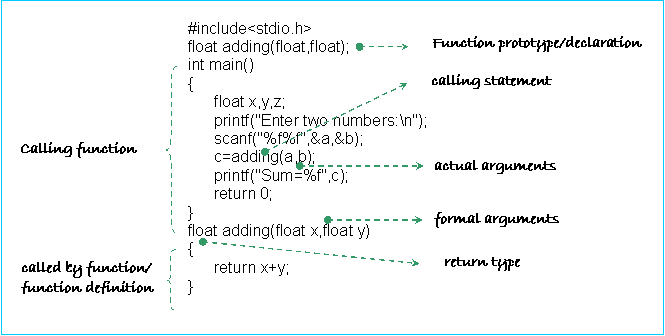 #include<stdio.h>
float adding(float,float);
Function prototype/declaration
int main()
{
calling statement
float x,y,z;
printf("Enter two numbers:\n");
scanf("%f%f",&a,&b);
Calling function
c=adding(a,b);
actual arguments
printf("Sum=%f",c);
return 0;
}
formal arguments
float adding(float x,float y)
{
return type
called by function/
function definition
return x+y;
}